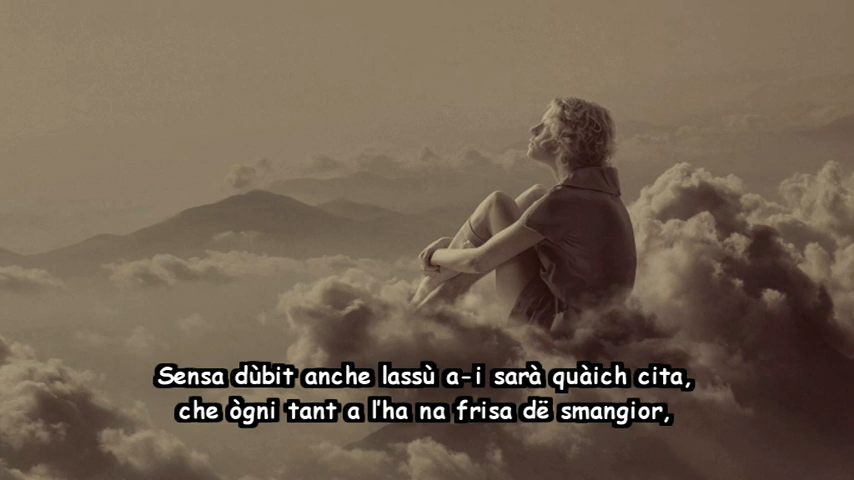 Sensa dùbit anche lassù a-i sarà quàich cita,
che ògni tant a l'ha na frisa dë smangior,